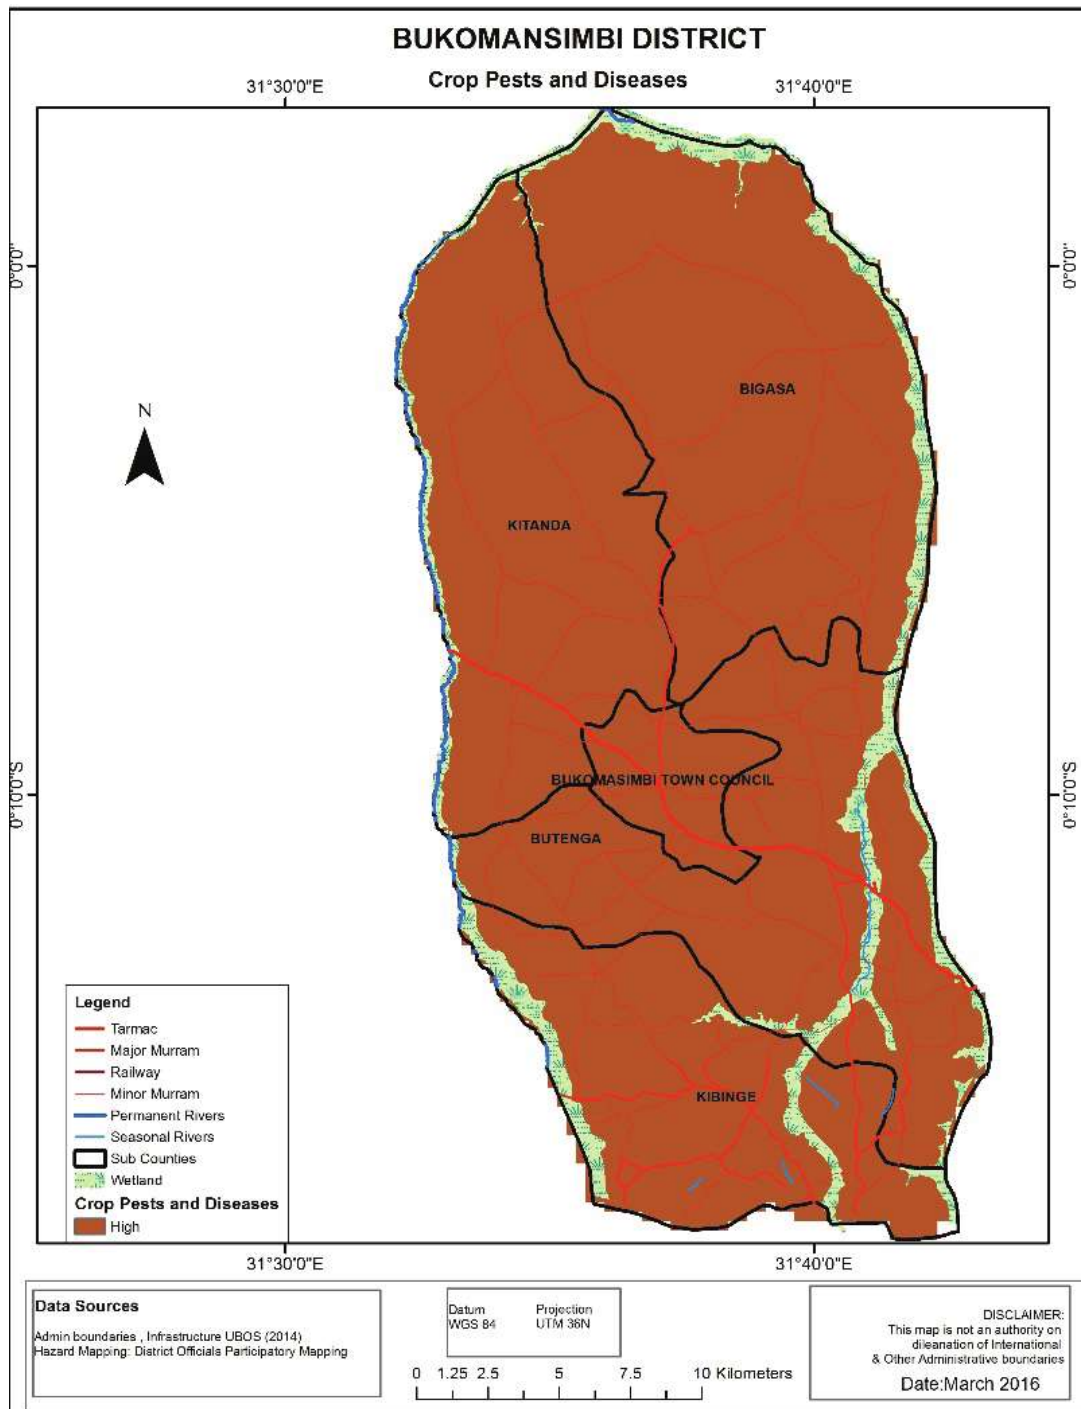 BUKOMANSIMBI DISTRICT
Crop Pests and Diseases
31°30'0"E
31°40'0"E
0°0'0"
0°0'0"
BIGASA
N
KITANDA
BUKOMASIMBI TOWN COUNCIL
0°10'0"S
0°10'0"S
BUTENGA
KIBINGE
Legend
Tarmac
Major Murram
Railway
Minor Murram
Permanent Rivers
Seasonal Rivers
Sub Counties
Wetland
Crop Pests and Diseases
High
31°30'0"E
31°40'0"E
Data Sources
Admin boundaries , Infrastructure UBOS (2014)
Hazard Mapping: District Officials Participatory Mapping
Datum Projection
WGS 84 UTM 36N
0 1.25 2.5 5 7.5 10 Kilometers
DISCLAIMER:
This map is not an authority on
dileanation of International
& Other Administrative boundaries
Date:March 2016